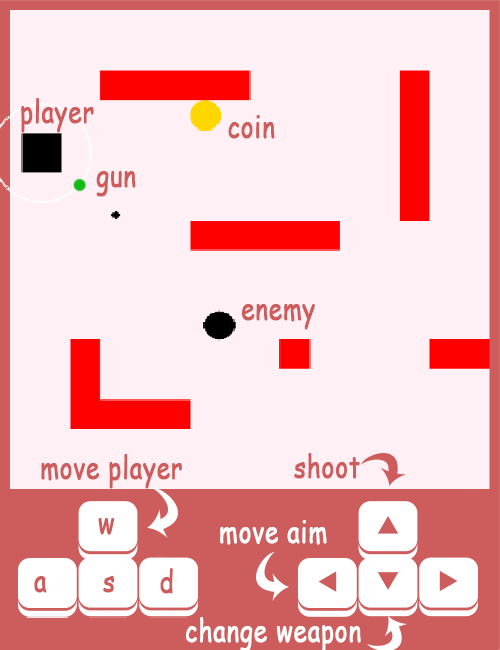 player
coin
gun
enemy
move player
shoot
w
move aim
a s d
change weapon